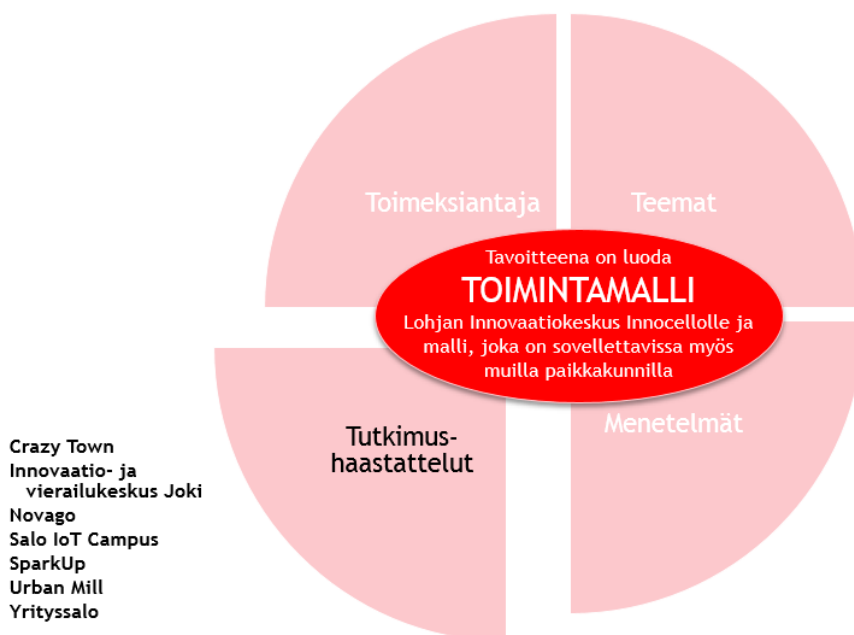 Toimeksiantaja
Teemat
Tavoitteena on luoda
TOIMINTAMALLI
Lohjan Innovaatiokeskus Innocellolle ja
malli, joka on sovellettavissa myös
muilla paikkakunnilla
Tutkimus-
haastattelut
Menetelmät
Crazy Town
Innovaatio- ja
vierailukeskus Joki
Novago
Salo IoT Campus
SparkUp
Urban Mill
Yrityssalo